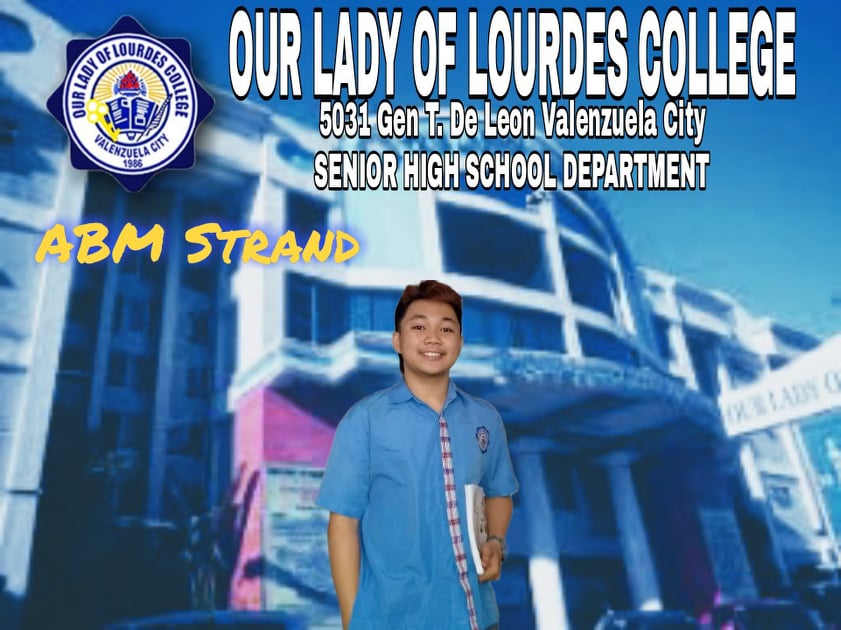 OUR LADY OF LOURDES COLLEGE
5031 Gen T. De Leon Valenzuela City
SENIOR HIGH SCHOOL DEPARTMENT
OUR LADY OF LOURDES COLLEGE
VALENZUELA CITY
1986
ABM STRAND
OUR LADY O